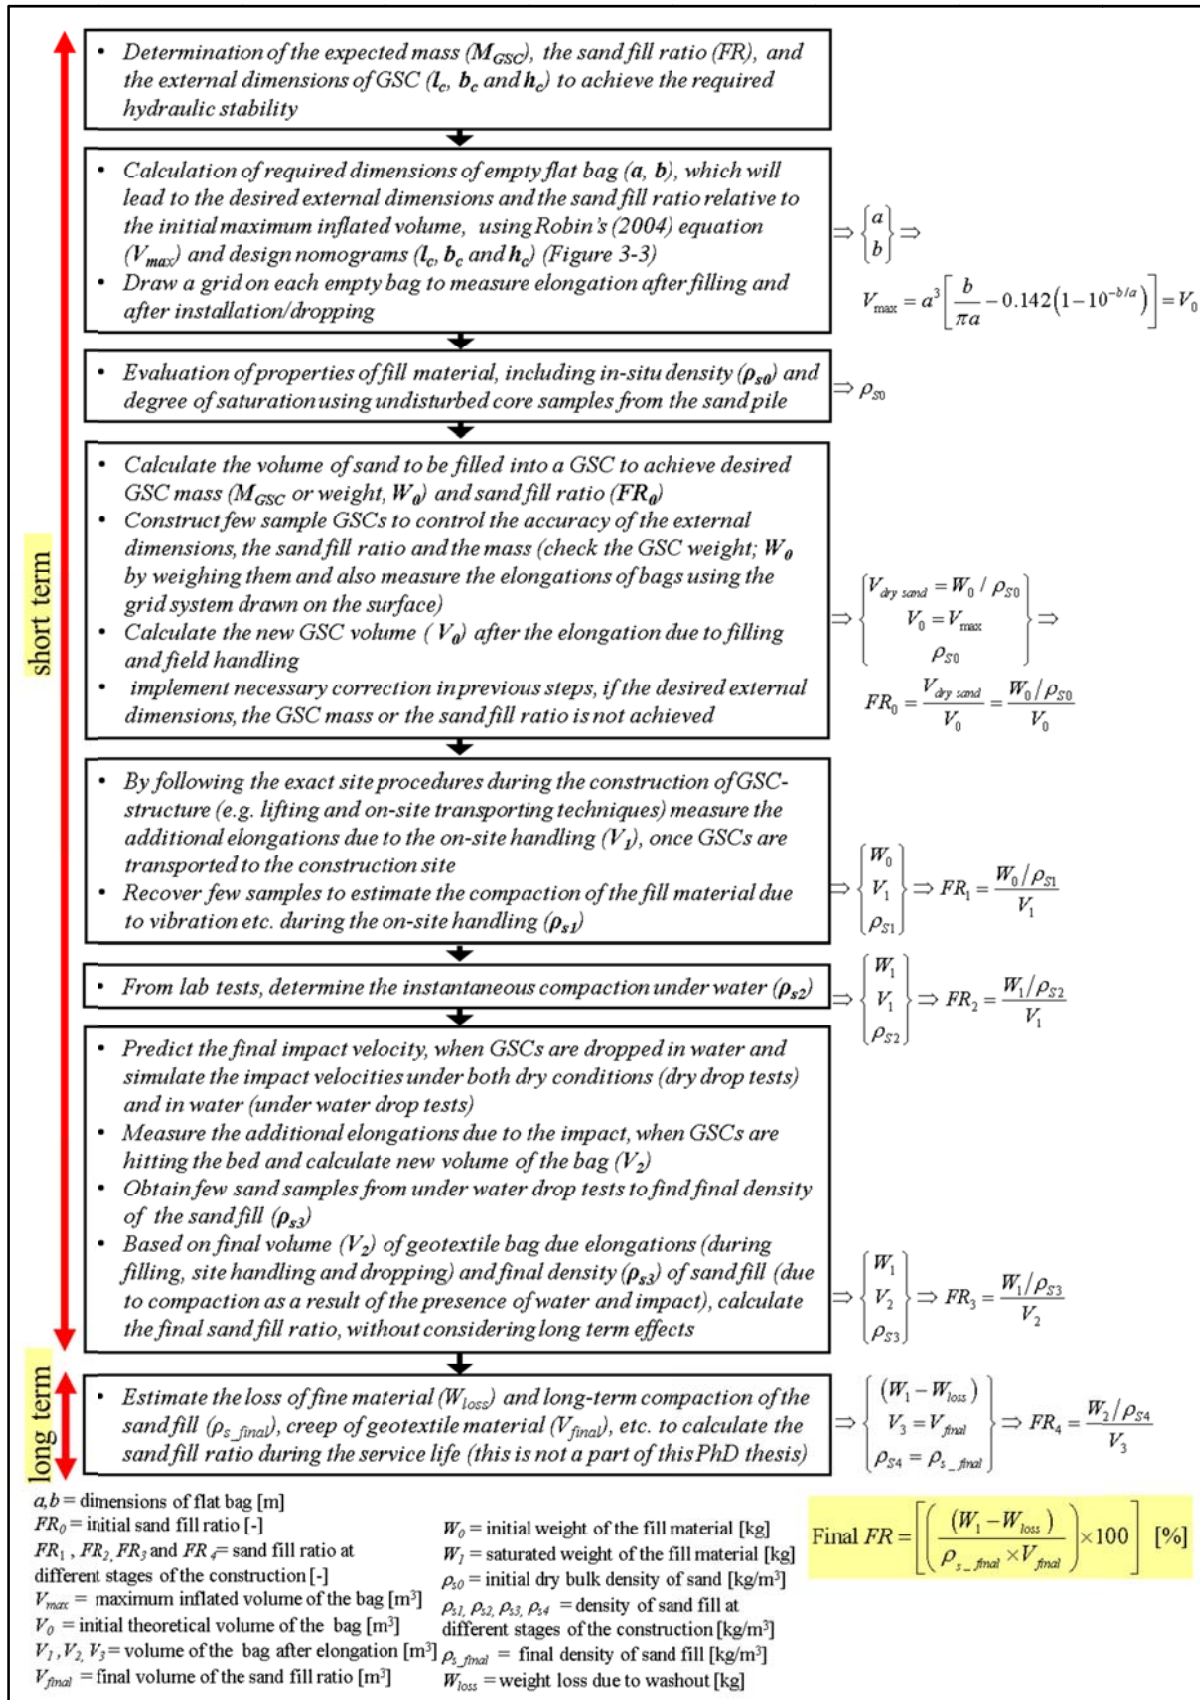 short term
• Determination of the expected mass (M_GSC), the sand fill ratio (FR), and
the external dimensions of GSC (l_c, b_c and h_c) to achieve the required
hydraulic stability
• Calculation of required dimensions of empty flat bag (a, b), which will
lead to the desired external dimensions and the sand fill ratio relative to
the initial maximum inflated volume, using Robin's (2004) equation
(V_max) and design nomograms (l_c, b_c and h_c) (Figure 3-3)
• Draw a grid on each empty bag to measure elongation after filling and
after installation/dropping
⇒ {a b} ⇒
V_max = a³[b/πa − 0.142(1−10^(−b/a))] = V_0
• Evaluation of properties of fill material, including in-situ density (ρ_s0) and
degree of saturation using undisturbed core samples from the sand pile
⇒ ρ_S0
• Calculate the volume of sand to be filled into a GSC to achieve desired
GSC mass (M_GSC or weight, W_0) and sand fill ratio (FR_0)
• Construct few sample GSCs to control the accuracy of the external
dimensions, the sand fill ratio and the mass (check the GSC weight; W_0
by weighing them and also measure the elongations of bags using the
grid system drawn on the surface)
• Calculate the new GSC volume ( V_0) after the elongation due to filling
and field handling
• implement necessary correction in previous steps, if the desired external
dimensions, the GSC mass or the sand fill ratio is not achieved
⇒ {V_dry sand = W_0 / ρ_S0
V_0 = V_max
ρ_S0} ⇒
FR_0 = V_dry sand / V_0 = (W_0/ρ_S0) / V_0
• By following the exact site procedures during the construction of GSC-
structure (e.g. lifting and on-site transporting techniques) measure the
additional elongations due to the on-site handling (V_1), once GSCs are
transported to the construction site
• Recover few samples to estimate the compaction of the fill material due
to vibration etc. during the on-site handling (ρ_s1)
⇒ {W_0 V_1 ρ_S1} ⇒ FR_1 = (W_0/ρ_S1) / V_1
• From lab tests, determine the instantaneous compaction under water (ρ_s2)
⇒ {W_1 V_1 ρ_S2} ⇒ FR_2 = (W_1/ρ_S2) / V_1
• Predict the final impact velocity, when GSCs are dropped in water and
simulate the impact velocities under both dry conditions (dry drop tests)
and in water (under water drop tests)
• Measure the additional elongations due to the impact, when GSCs are
hitting the bed and calculate new volume of the bag (V_2)
• Obtain few sand samples from under water drop tests to find final density
of the sand fill (ρ_s3)
• Based on final volume (V_2) of geotextile bag due elongations (during
filling, site handling and dropping) and final density (ρ_s3) of sand fill (due
to compaction as a result of the presence of water and impact), calculate
the final sand fill ratio, without considering long term effects
⇒ {W_1 V_2 ρ_S3} ⇒ FR_3 = (W_1/ρ_S3) / V_2
long term
• Estimate the loss of fine material (W_loss) and long-term compaction of the
sand fill (ρ_s_final), creep of geotextile material (V_final), etc. to calculate the
sand fill ratio during the service life (this is not a part of this PhD thesis)
⇒ {(W_1 − W_loss)
V_3 = V_final
ρ_S4 = ρ_s_final} ⇒ FR_4 = (W_2/ρ_S4) / V_3
a,b = dimensions of flat bag [m]
FR_0 = initial sand fill ratio [-]
FR_1 , FR_2, FR_3 and FR_4 = sand fill ratio at
different stages of the construction [-]
V_max = maximum inflated volume of the bag [m³]
V_0 = initial theoretical volume of the bag [m³]
V_1 ,V_2, V_3 = volume of the bag after elongation [m³]
V_final = final volume of the sand fill ratio [m³]
W_0 = initial weight of the fill material [kg]
W_1 = saturated weight of the fill material [kg]
ρ_s0 = initial dry bulk density of sand [kg/m³]
ρ_s1, ρ_s2, ρ_s3, ρ_s4 = density of sand fill at
different stages of the construction [kg/m³]
ρ_s_final = final density of sand fill [kg/m³]
W_loss = weight loss due to washout [kg]
Final FR = [((W_1 − W_loss) / (ρ_s_final × V_final)) × 100] [%]